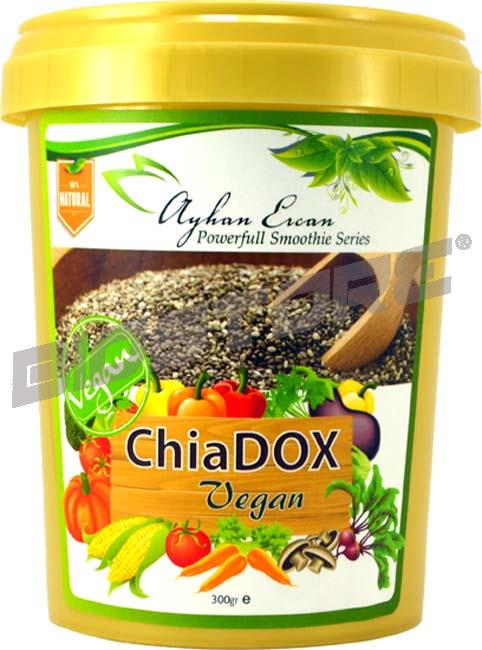 100%
NATURAL
Ayhan Ercan
Powerfull Smoothie Series
Vegan
ChiaDOX
Vegan
300gr e